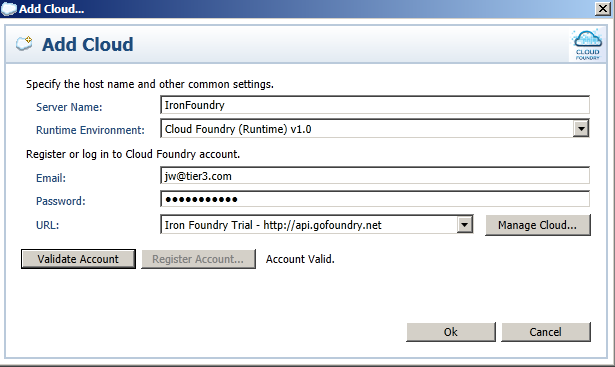 Add Cloud...
Add Cloud
CLOUD
FOUNDRY
Specify the host name and other common settings.
Server Name: IronFoundry
Runtime Environment: Cloud Foundry (Runtime) v1.0
Register or log in to Cloud Foundry account.
Email: jw@tier3.com
Password: ●●●●●●●●●●●
URL: Iron Foundry Trial - http://api.gofoundry.net Manage Cloud...
Validate Account Register Account... Account Valid.
Ok Cancel